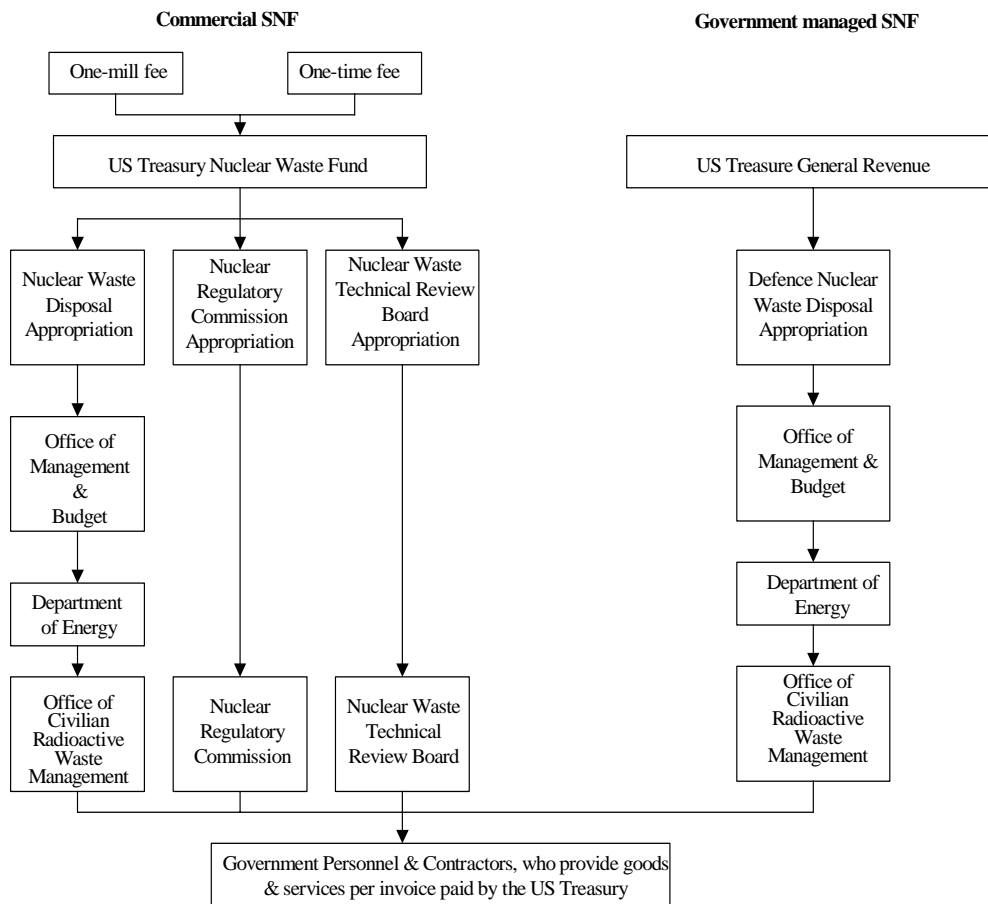 Commercial SNF
Government managed SNF
One-mill fee
One-time fee
US Treasury Nuclear Waste Fund
US Treasure General Revenue
Nuclear Waste
Disposal
Appropriation
Nuclear
Regulatory
Commission
Appropriation
Nuclear Waste
Technical Review
Board
Appropriation
Defence Nuclear
Waste Disposal
Appropriation
Office of
Management
&
Budget
Office of
Management &
Budget
Department
of Energy
Department of
Energy
Office of
Civilian
Radioactive
Waste
Management
Nuclear
Regulatory
Commission
Nuclear Waste
Technical
Review Board
Office of
Civilian
Radioactive
Waste
Management
Government Personnel & Contractors, who provide goods
& services per invoice paid by the US Treasury